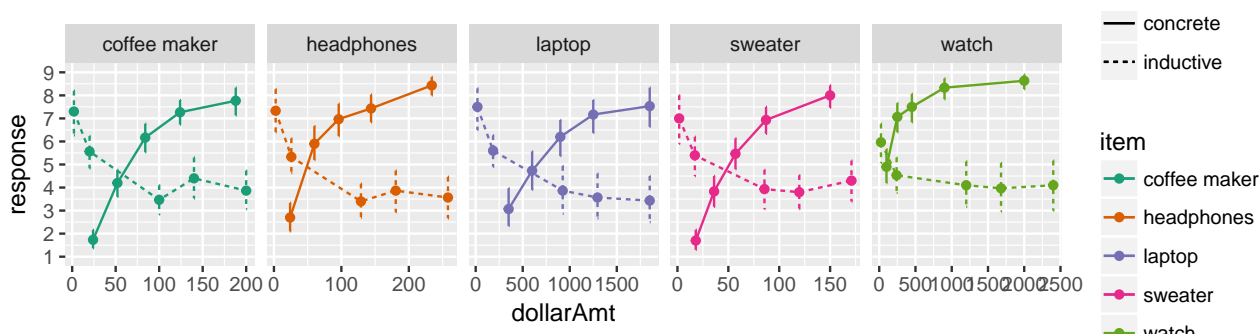 concrete
inductive
coffee maker headphones laptop sweater watch
9
8
7
6
5
4
3
2
1
response
0 50 100 150 200 0 100 200 0 500 1000 1500 0 50 100 150 0 500 1000 1500 2000 2500
dollarAmt
item
coffee maker
headphones
laptop
sweater
watch